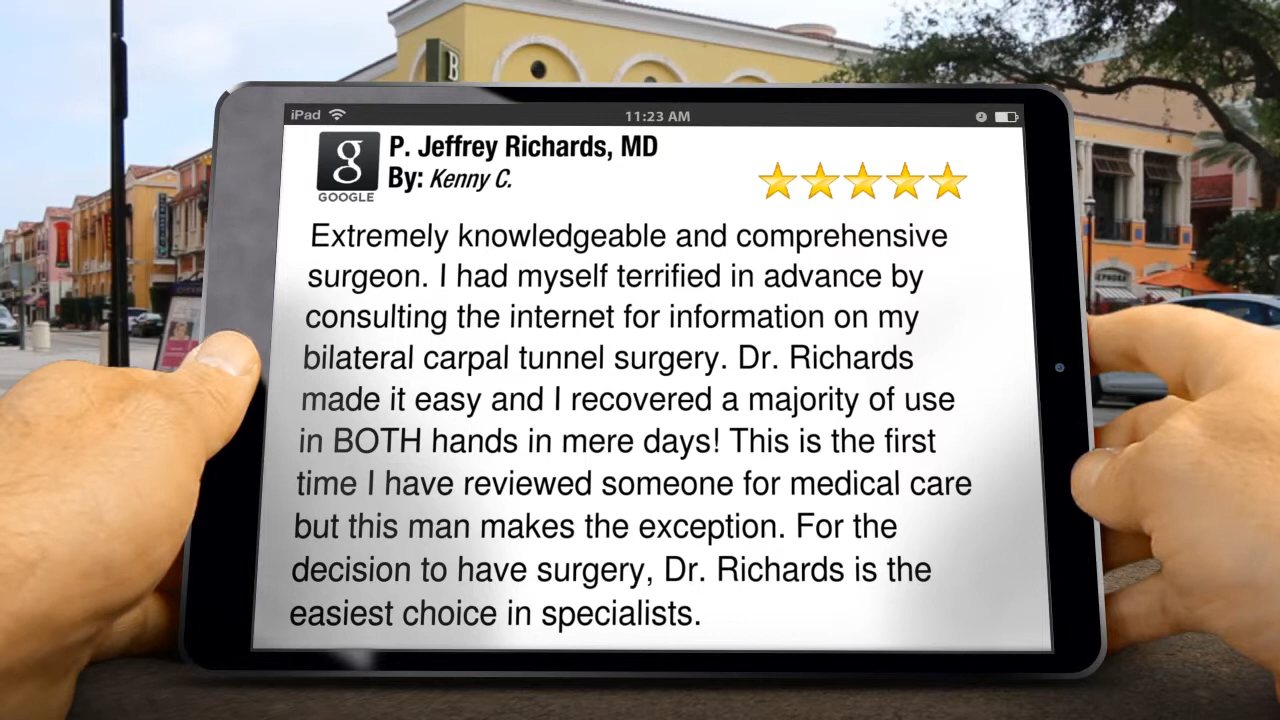 B
iPad
11:23 AM
g
GOOGLE
P. Jeffrey Richards, MD
By: Kenny C.
Extremely knowledgeable and comprehensive
surgeon. I had myself terrified in advance by
consulting the internet for information on my
bilateral carpal tunnel surgery. Dr. Richards
made it easy and I recovered a majority of use
in BOTH hands in mere days! This is the first
time I have reviewed someone for medical care
but this man makes the exception. For the
decision to have surgery, Dr. Richards is the
easiest choice in specialists.